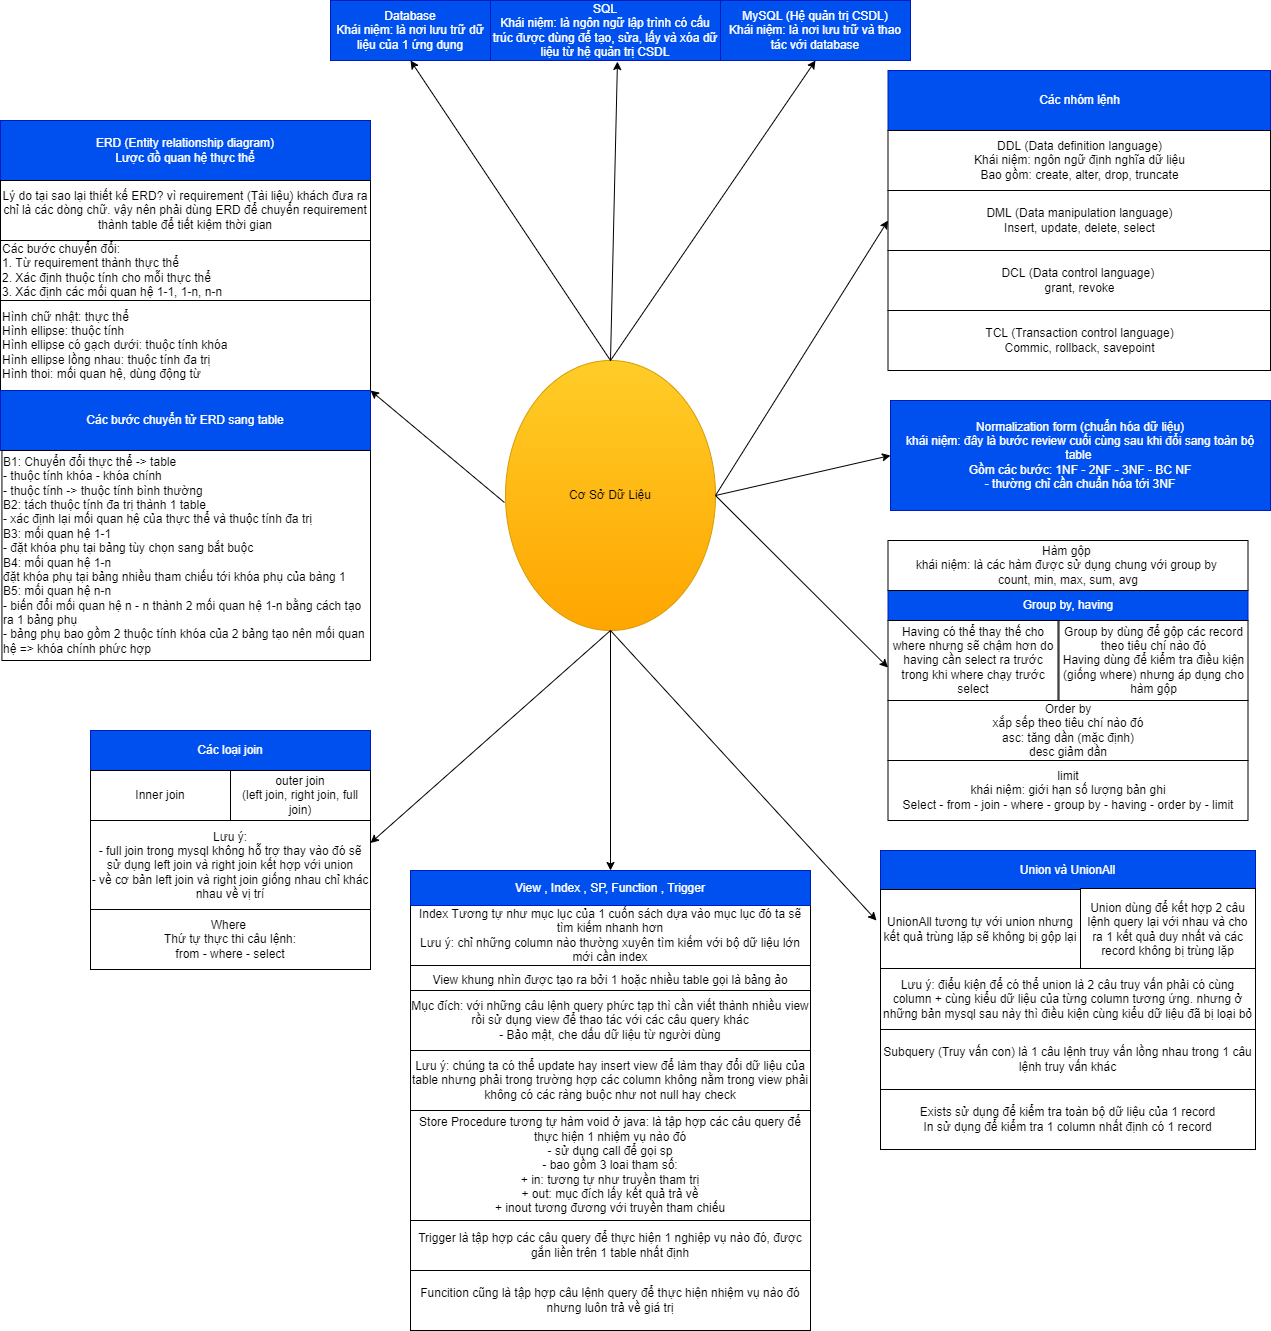 Database
Khái niệm: là nơi lưu trữ dữ
liệu của 1 ứng dụng
SQL
Khái niệm: là ngôn ngữ lập trình có cấu
trúc được dùng để tạo, sửa, lấy và xóa dữ
liệu từ hệ quản trị CSDL
MySQL (Hệ quản trị CSDL)
Khái niệm: là nơi lưu trữ và thao
tác với database
Các nhóm lệnh
DDL (Data definition language)
Khái niệm: ngôn ngữ định nghĩa dữ liệu
Bao gồm: create, alter, drop, truncate
DML (Data manipulation language)
Insert, update, delete, select
DCL (Data control language)
grant, revoke
TCL (Transaction control language)
Commic, rollback, savepoint
ERD (Entity relationship diagram)
Lược đồ quan hệ thực thể
Lý do tại sao lại thiết kế ERD? vì requirement (Tài liệu) khách đưa ra
chỉ là các dòng chữ. vậy nên phải dùng ERD để chuyển requirement
thành table để tiết kiệm thời gian
Các bước chuyển đổi:
1. Từ requirement thành thực thể
2. Xác định thuộc tính cho mỗi thực thể
3. Xác định các mối quan hệ 1-1, 1-n, n-n
Hình chữ nhật: thực thể
Hình ellipse: thuộc tính
Hình ellipse có gạch dưới: thuộc tính khóa
Hình ellipse lồng nhau: thuộc tính đa trị
Hình thoi: mối quan hệ, dùng động từ
Các bước chuyển từ ERD sang table
B1: Chuyển đổi thực thể -> table
- thuộc tính khóa - khóa chính
- thuộc tính -> thuộc tính bình thường
B2: tách thuộc tính đa trị thành 1 table
- xác định lại mối quan hệ của thực thể và thuộc tính đa trị
B3: mối quan hệ 1-1
- đặt khóa phụ tại bảng tùy chọn sang bắt buộc
B4: mối quan hệ 1-n
đặt khóa phụ tại bảng nhiều tham chiếu tới khóa phụ của bảng 1
B5: mối quan hệ n-n
- biến đổi mối quan hệ n - n thành 2 mối quan hệ 1-n bằng cách tạo
ra 1 bảng phụ
- bảng phụ bao gồm 2 thuộc tính khóa của 2 bảng tạo nên mối quan
hệ => khóa chính phức hợp
Cơ Sở Dữ Liệu
Normalization form (chuẩn hóa dữ liệu)
khái niệm: đây là bước review cuối cùng sau khi đổi sang toàn bộ
table
Gồm các bước: 1NF - 2NF - 3NF - BC NF
- thường chỉ cần chuẩn hóa tới 3NF
Hàm gộp
khái niệm: là các hàm được sử dụng chung với group by
count, min, max, sum, avg
Group by, having
Having có thể thay thế cho
where nhưng sẽ chậm hơn do
having cần select ra trước
trong khi where chạy trước
select
Group by dùng để gộp các record
theo tiêu chí nào đó
Having dùng để kiểm tra điều kiện
(giống where) nhưng áp dụng cho
hàm gộp
Order by
xắp sếp theo tiêu chí nào đó
asc: tăng dần (mặc định)
desc giảm dần
limit
khái niệm: giới hạn số lượng bản ghi
Select - from - join - where - group by - having - order by - limit
Các loại join
Inner join
outer join
(left join, right join, full
join)
Lưu ý:
- full join trong mysql không hỗ trợ thay vào đó sẽ
sử dụng left join và right join kết hợp với union
- về cơ bản left join và right join giống nhau chỉ khác
nhau về vị trí
Where
Thứ tự thực thi câu lệnh:
from - where - select
View , Index , SP, Function , Trigger
Index Tương tự như mục lục của 1 cuốn sách dựa vào mục lục đó ta sẽ
tìm kiếm nhanh hơn
Lưu ý: chỉ những column nào thường xuyên tìm kiếm với bộ dữ liệu lớn
mới cần index
View khung nhìn được tạo ra bởi 1 hoặc nhiều table gọi là bảng ảo
Mục đích: với những câu lệnh query phức tạp thì cần viết thành nhiều view
rồi sử dụng view để thao tác với các câu query khác
- Bảo mật, che dấu dữ liệu từ người dùng
Lưu ý: chúng ta có thể update hay insert view để làm thay đổi dữ liệu của
table nhưng phải trong trường hợp các column không nằm trong view phải
không có các ràng buộc như not null hay check
Store Procedure tương tự hàm void ở java: là tập hợp các câu query để
thực hiện 1 nhiệm vụ nào đó
- sử dụng call để gọi sp
- bao gồm 3 loai tham số:
+ in: tương tự như truyền tham trị
+ out: mục đích lấy kết quả trả về
+ inout tương đương với truyền tham chiếu
Trigger là tập hợp các câu query để thực hiện 1 nghiệp vụ nào đó, được
gắn liền trên 1 table nhất định
Funcition cũng là tập hợp câu lệnh query để thực hiện nhiệm vụ nào đó
nhưng luôn trả về giá trị
Union và UnionAll
UnionAll tương tự với union nhưng
kết quả trùng lặp sẽ không bị gộp lại
Union dùng để kết hợp 2 câu
lệnh query lại với nhau và cho
ra 1 kết quả duy nhất và các
record không bị trùng lặp
Lưu ý: điểu kiện để có thể union là 2 câu truy vấn phải có cùng
column + cùng kiểu dữ liệu của từng column tương ứng. nhưng ở
những bản mysql sau này thì điều kiện cùng kiểu dữ liệu đã bị loại bỏ
Subquery (Truy vấn con) là 1 câu lệnh truy vấn lồng nhau trong 1 câu
lệnh truy vấn khác
Exists sử dụng để kiểm tra toàn bộ dữ liệu của 1 record
In sử dụng để kiểm tra 1 column nhất định có 1 record